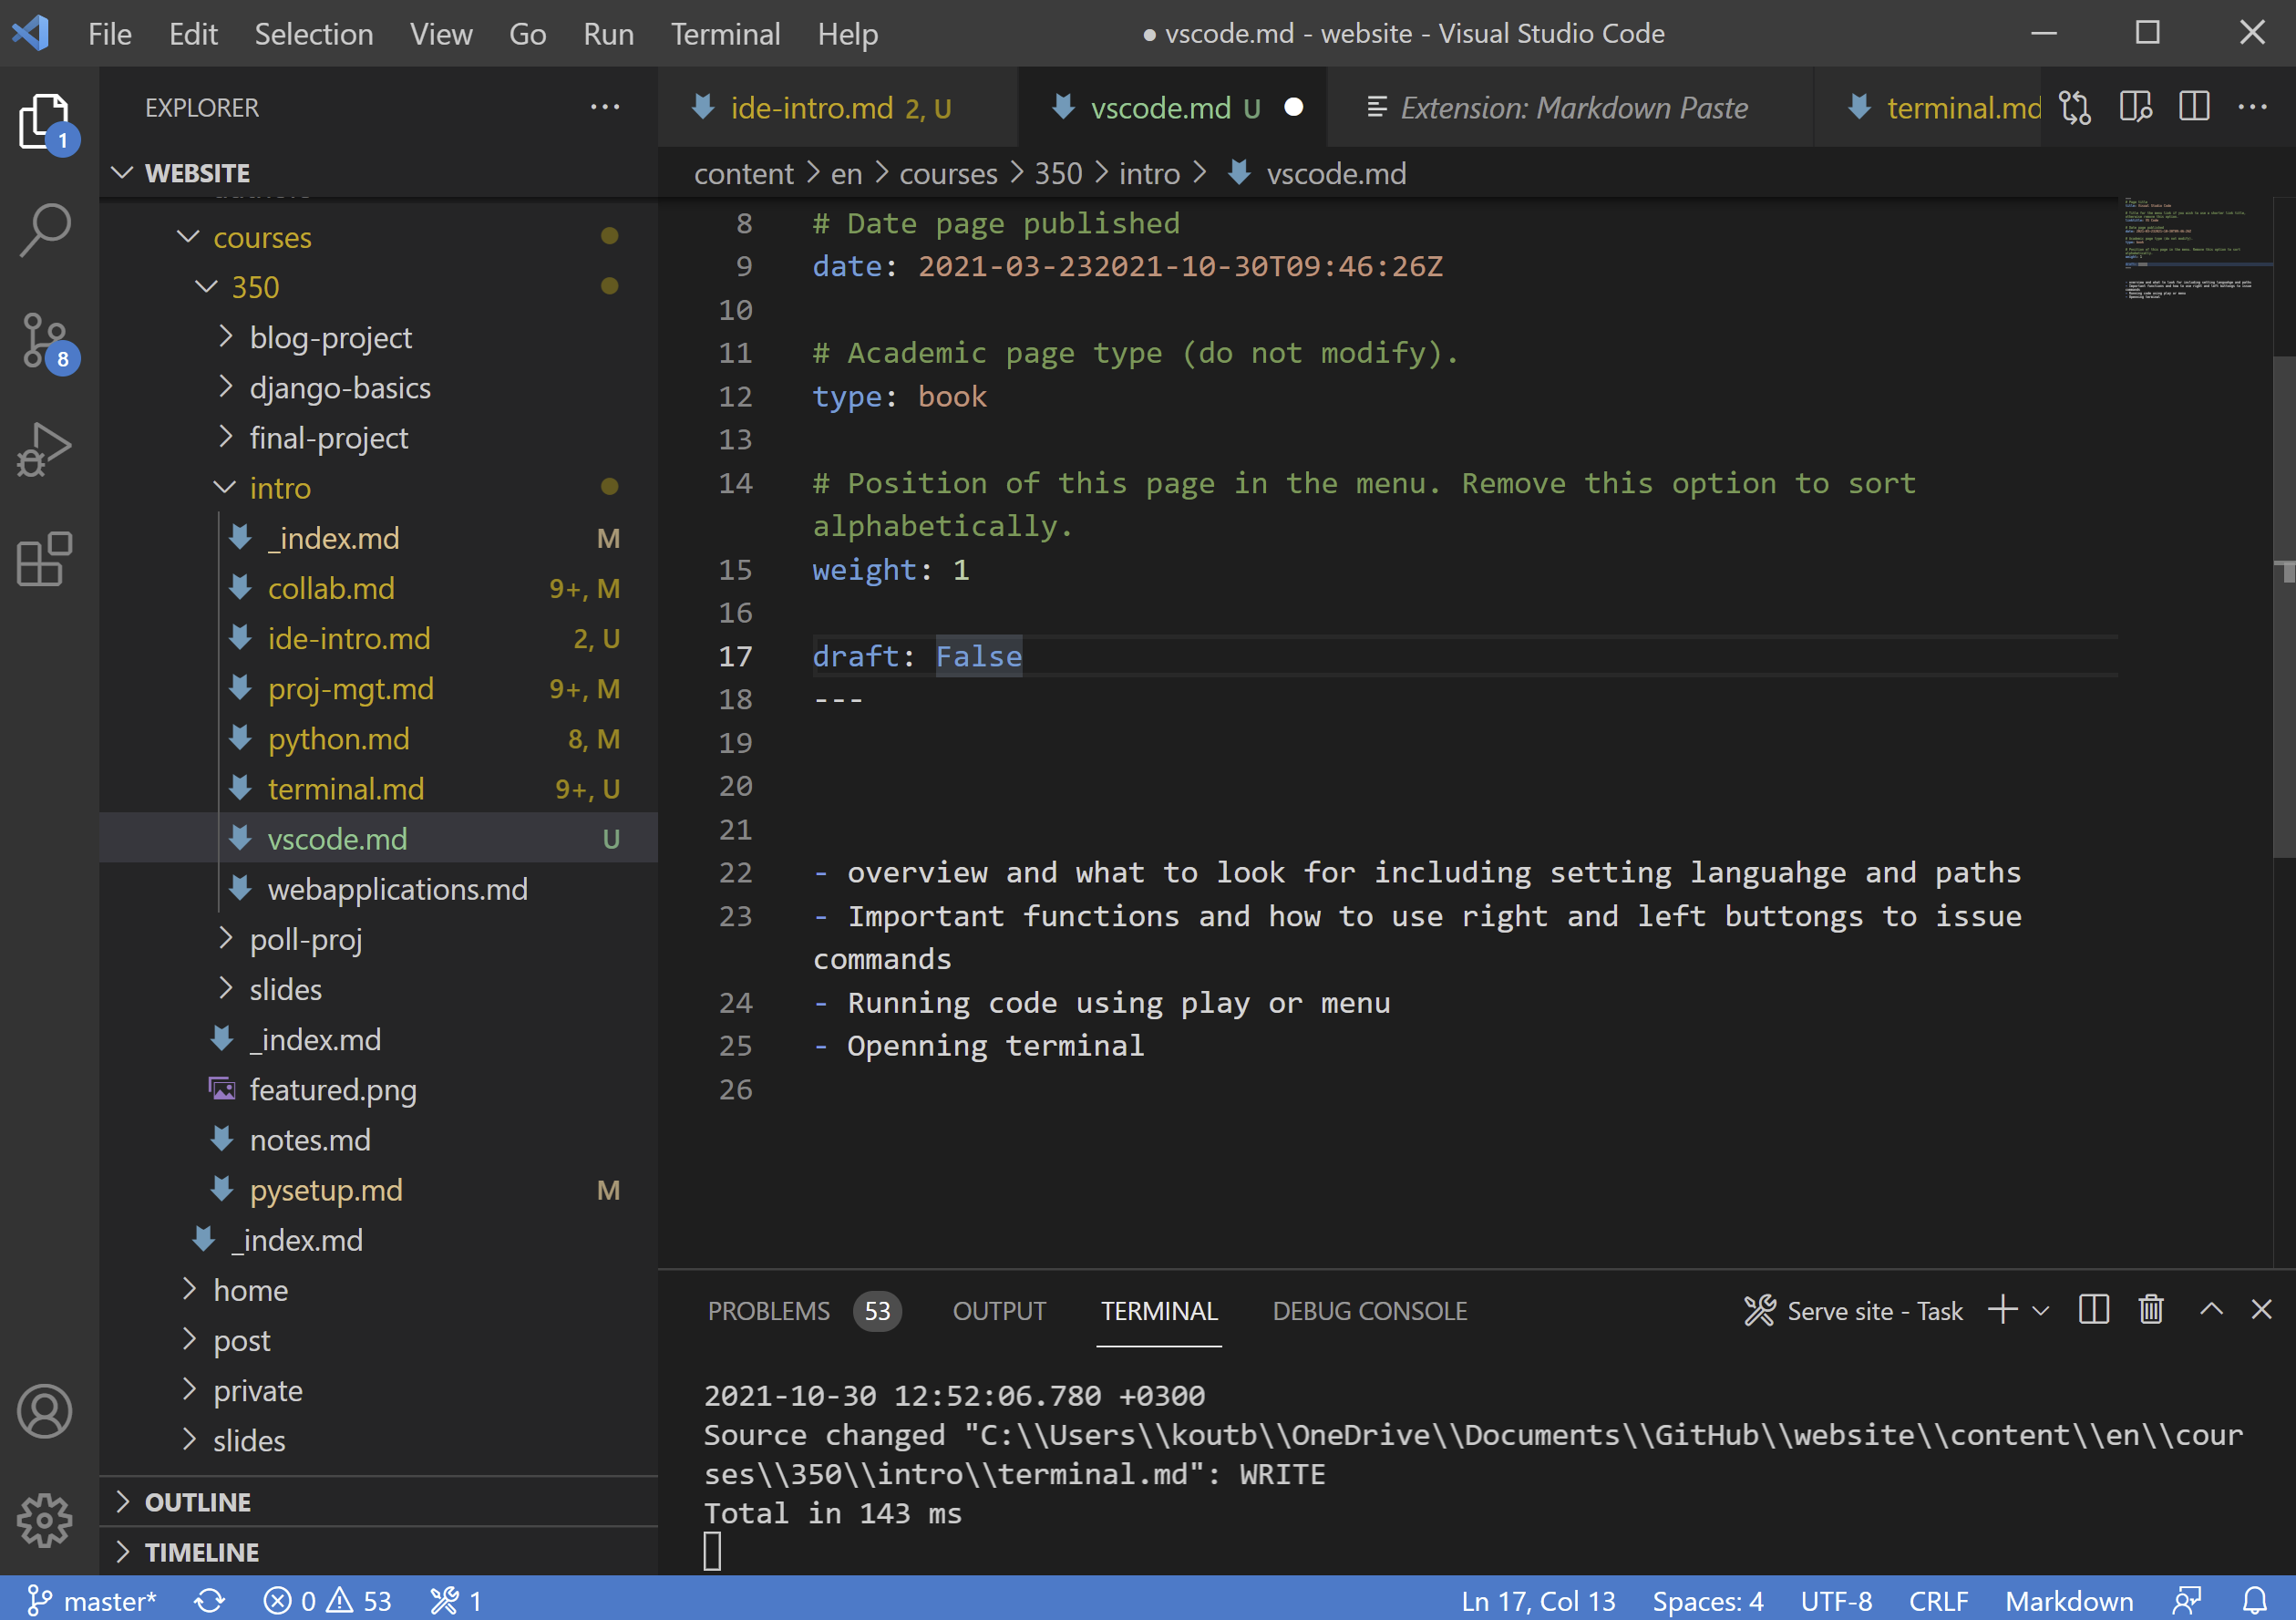 File Edit Selection View Go Run Terminal Help
● vscode.md - website - Visual Studio Code
EXPLORER ···
ide-intro.md 2, U
vscode.md U
Extension: Markdown Paste
terminal.md
1
8
WEBSITE
courses
350
blog-project
django-basics
final-project
intro
_index.md M
collab.md 9+, M
ide-intro.md 2, U
proj-mgt.md 9+, M
python.md 8, M
terminal.md 9+, U
vscode.md U
webapplications.md
poll-proj
slides
_index.md
featured.png
notes.md
pysetup.md M
_index.md
home
post
private
slides
OUTLINE
TIMELINE
content > en > courses > 350 > intro > vscode.md
8 # Date page published
9 date: 2021-03-232021-10-30T09:46:26Z
10
11 # Academic page type (do not modify).
12 type: book
13
14 # Position of this page in the menu. Remove this option to sort
alphabetically.
15 weight: 1
16
17 draft: False
18 ---
19
20
21
22 - overview and what to look for including setting languahge and paths
23 - Important functions and how to use right and left buttongs to issue
commands
24 - Running code using play or menu
25 - Openning terminal
26
PROBLEMS 53 OUTPUT TERMINAL DEBUG CONSOLE
Serve site - Task
2021-10-30 12:52:06.780 +0300
Source changed "C:\\Users\\koutb\\OneDrive\\Documents\\GitHub\\website\\content\\en\\cour
ses\\350\\intro\\terminal.md": WRITE
Total in 143 ms
master* 0 53 1
Ln 17, Col 13 Spaces: 4 UTF-8 CRLF Markdown